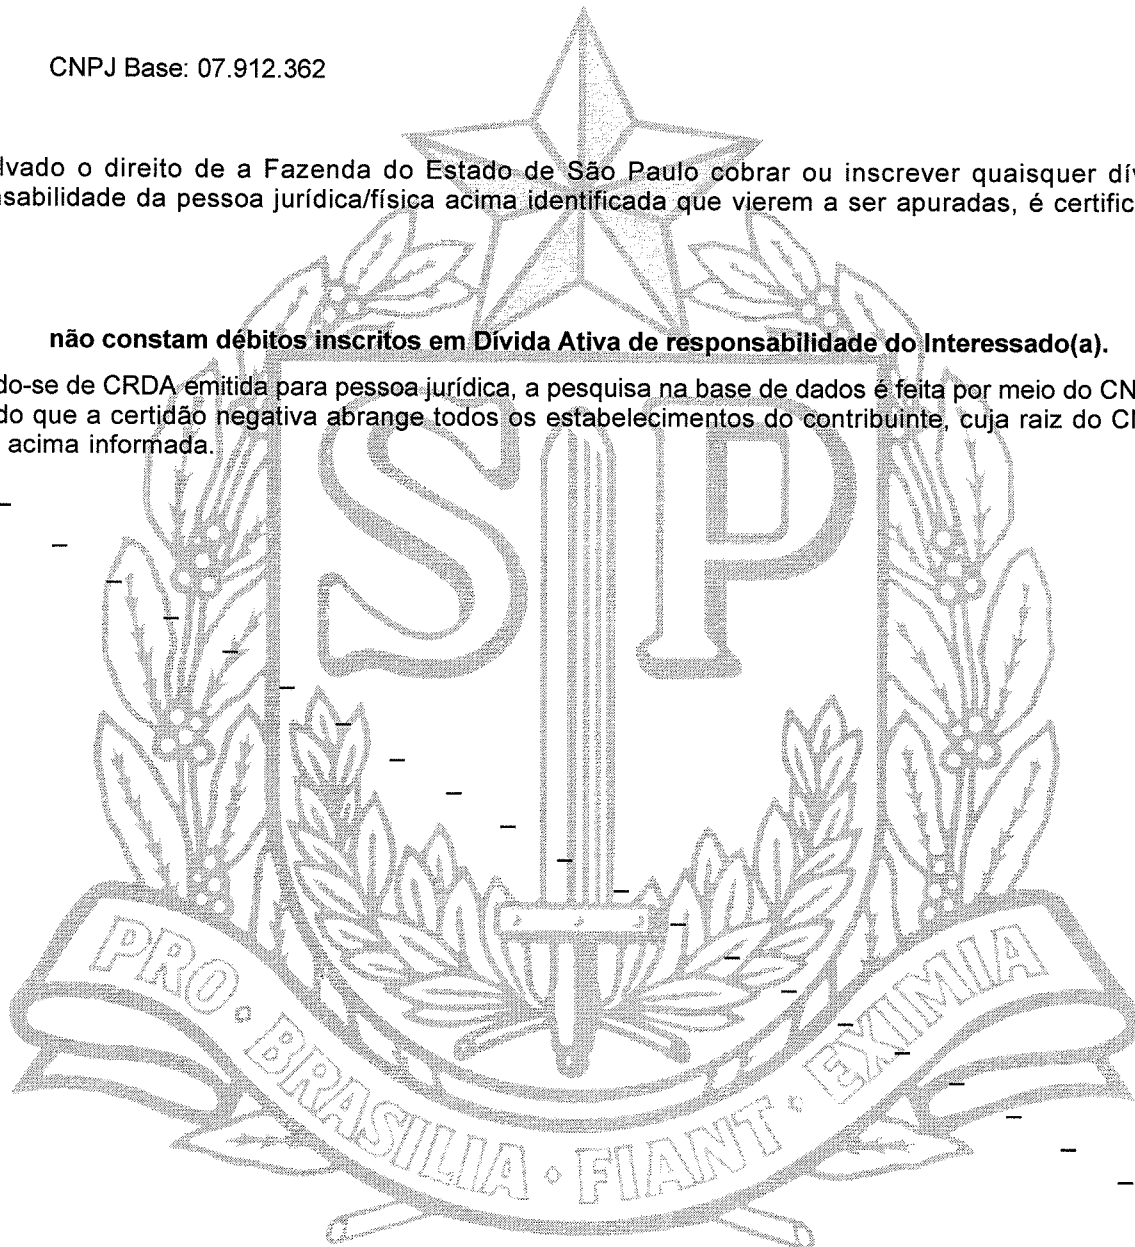 CNPJ Base: 07.912.362
lvado o direito de a Fazenda do Estado de São Paulo cobrar ou inscrever quaisquer dív
nsabilidade da pessoa jurídica/física acima identificada que vierem a ser apuradas, é certific
não constam débitos inscritos em Dívida Ativa de responsabilidade do Interessado(a).
do-se de CRDA emitida para pessoa jurídica, a pesquisa na base de dados é feita por meio do CN
do que a certidão negativa abrange todos os estabelecimentos do contribuinte, cuja raiz do C
acima informada.
SP
PRO · BRASILIA · FIANT · EXIMIA